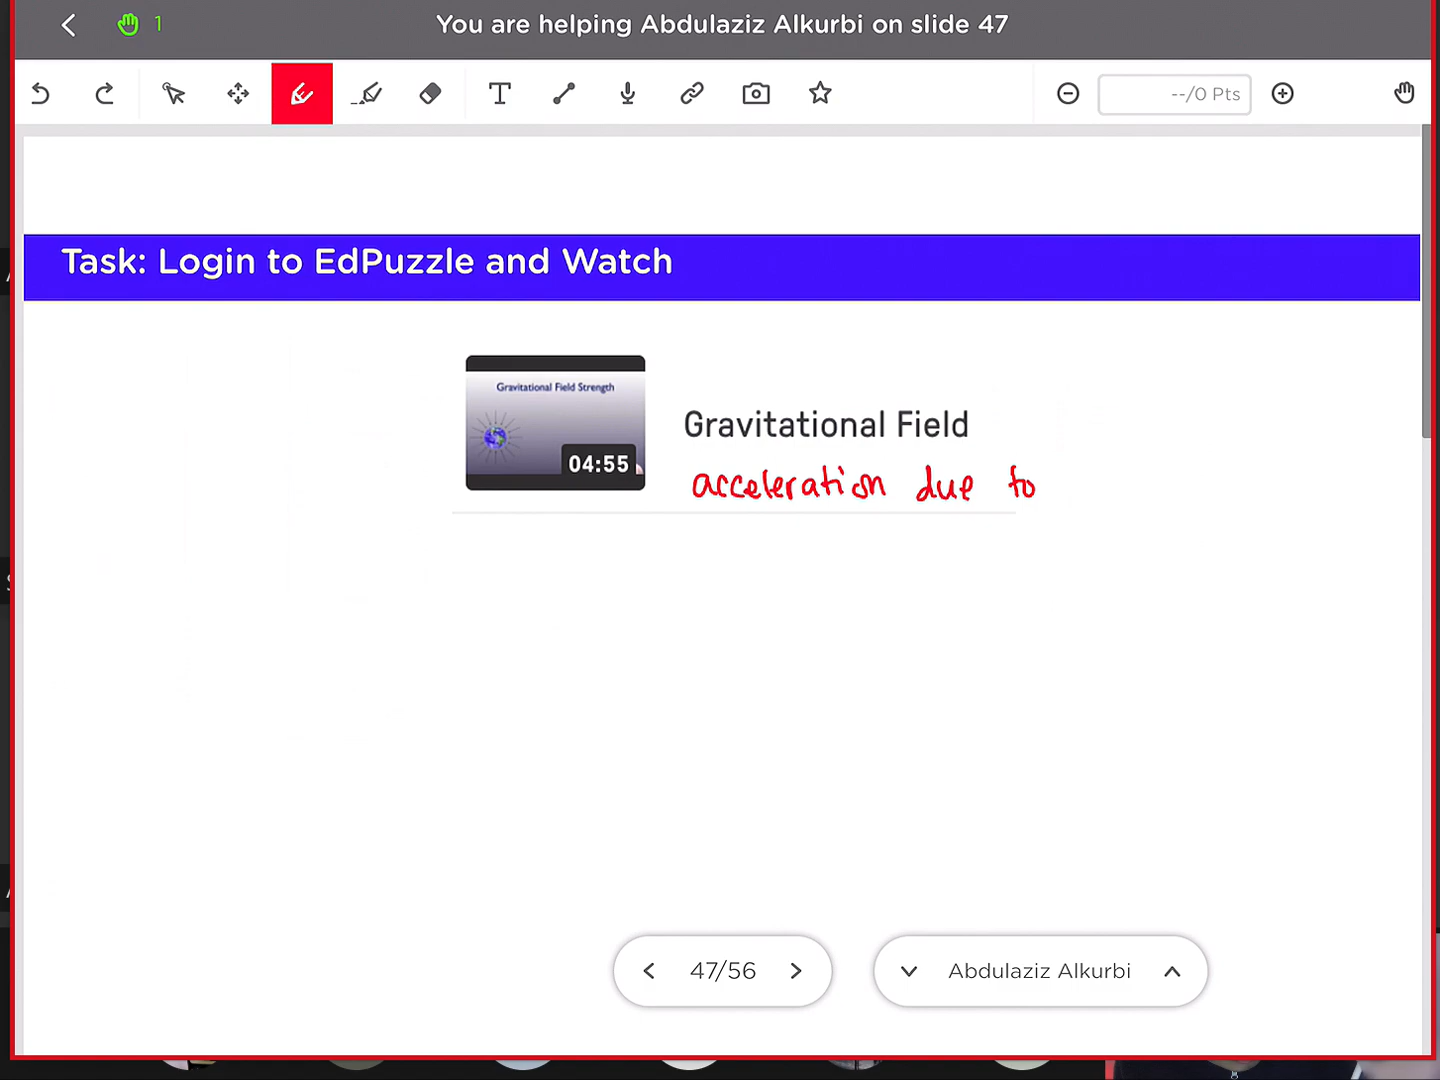 1
You are helping Abdulaziz Alkurbi on slide 47
T
--/0 Pts
Task: Login to EdPuzzle and Watch
Gravitational Field Strength
04:55
Gravitational Field
acceleration due to
47/56
Abdulaziz Alkurbi